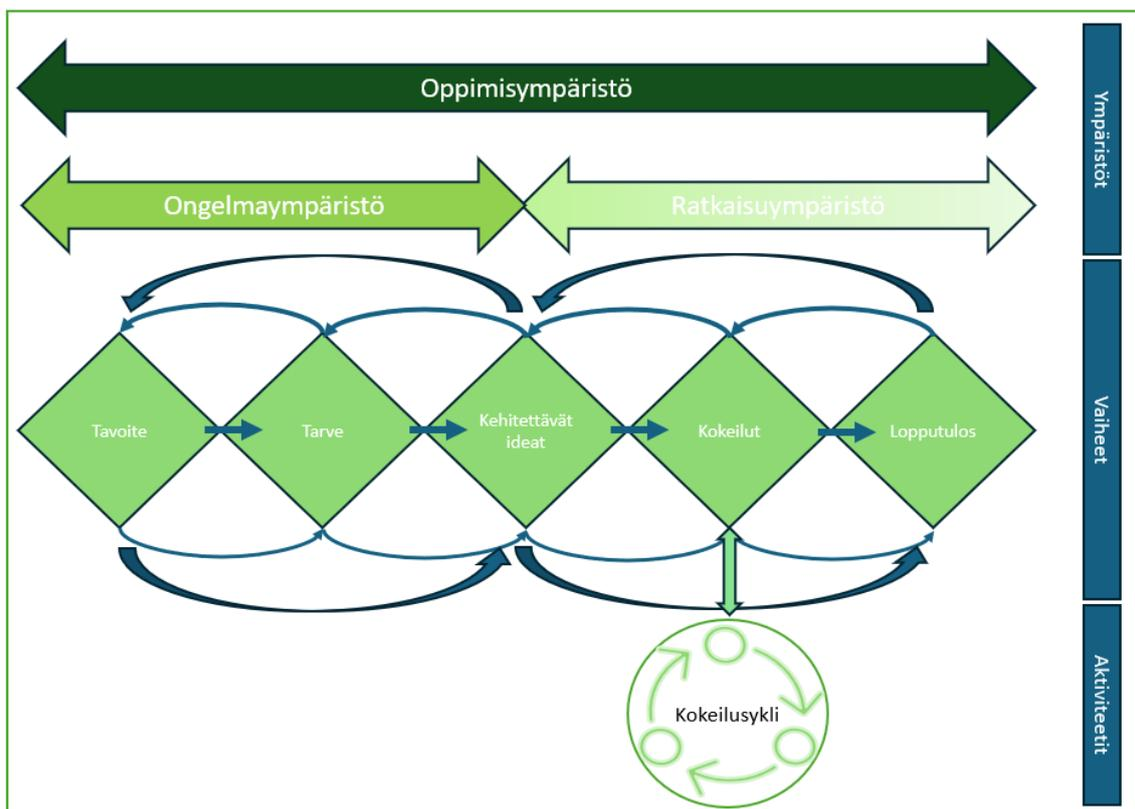 Oppimisympäristö
Ympäristöt
Ongelmaympäristö
Ratkaisuympäristö
Vaiheet
Tavoite
Tarve
Kehitettävät
ideat
Kokeilut
Lopputulos
Kokeilusykli
Aktiviteetit